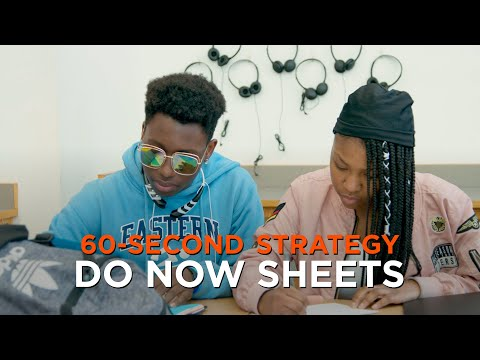 EASTERN
60-SECOND STRATEGY
DO NOW SHEETS